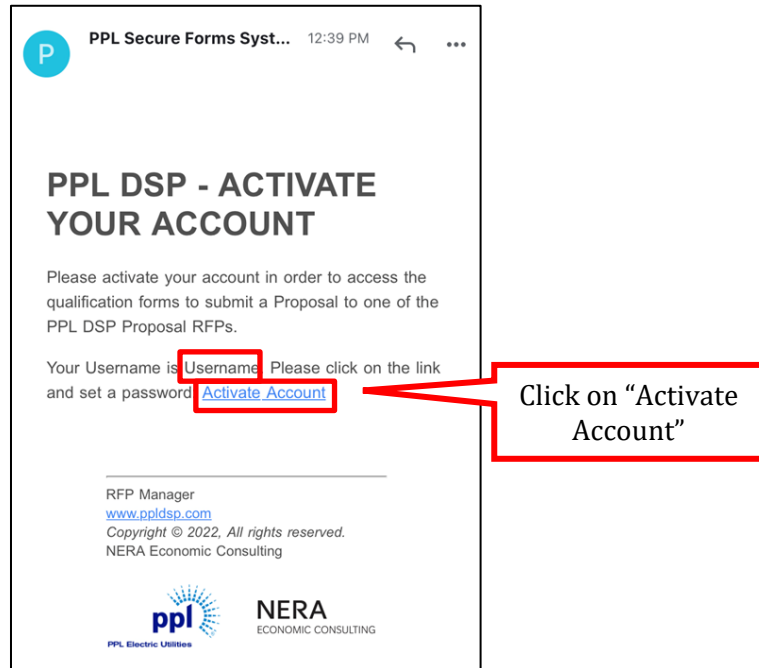 P
PPL Secure Forms Syst... 12:39 PM
PPL DSP - ACTIVATE
YOUR ACCOUNT
Please activate your account in order to access the
qualification forms to submit a Proposal to one of the
PPL DSP Proposal RFPs.
Your Username is Username. Please click on the link
and set a password Activate Account
Click on “Activate
Account”
RFP Manager
www.ppldsp.com
Copyright © 2022, All rights reserved.
NERA Economic Consulting
ppl
PPL Electric Utilities
NERA
ECONOMIC CONSULTING